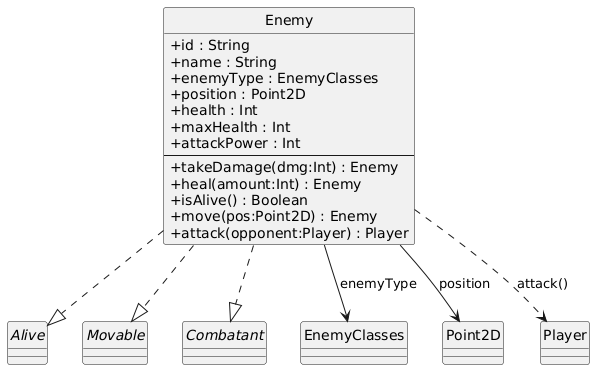 Enemy
+id : String
+name : String
+enemyType : EnemyClasses
+position : Point2D
+health : Int
+maxHealth : Int
+attackPower : Int
+takeDamage(dmg:Int) : Enemy
+heal(amount:Int) : Enemy
+isAlive() : Boolean
+move(pos:Point2D) : Enemy
+attack(opponent:Player) : Player
enemyType
position
attack()
Alive
Movable
Combatant
EnemyClasses
Point2D
Player